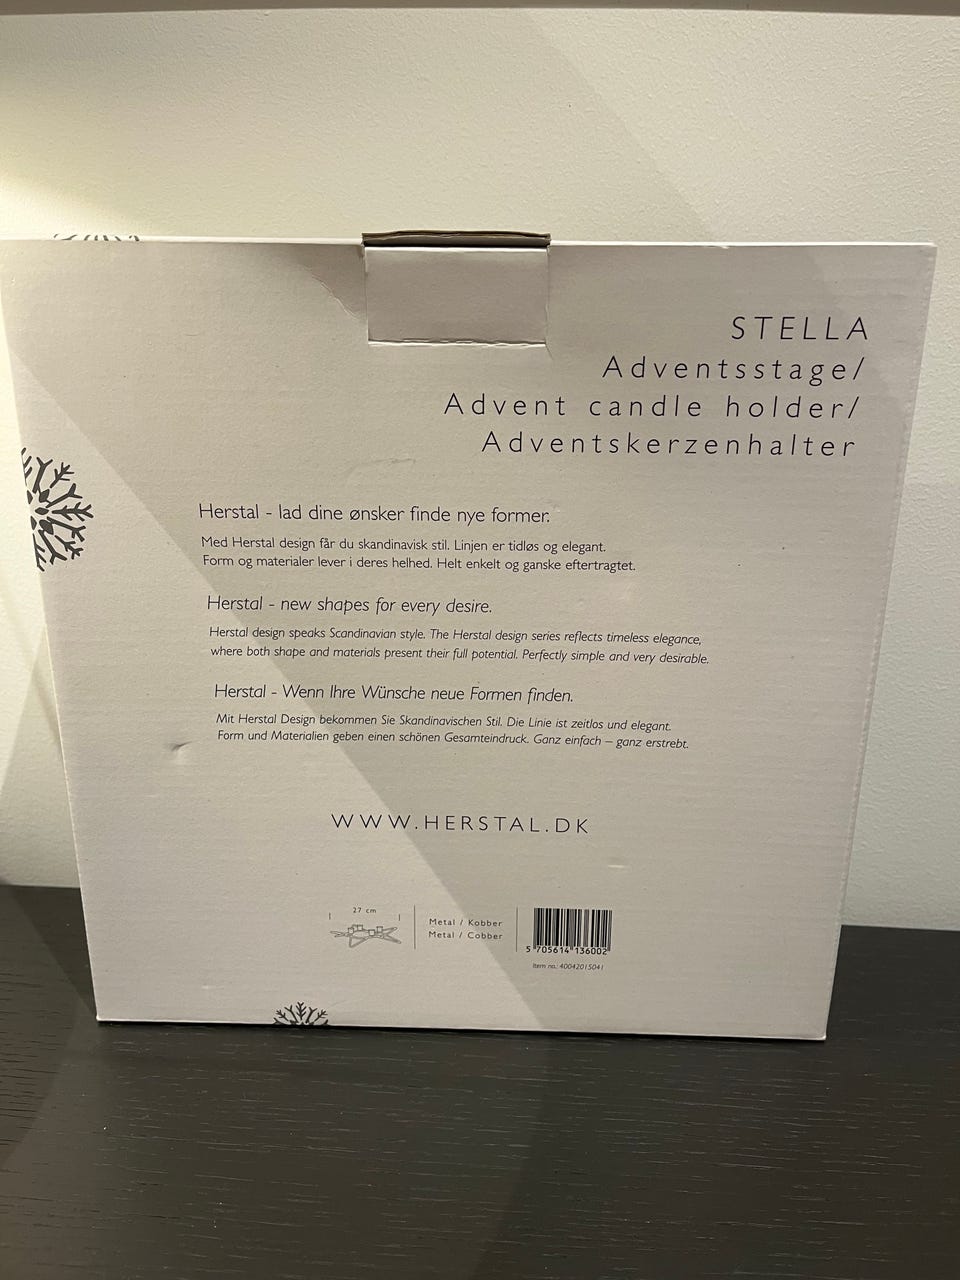 STELLA
Adventsstage/
Advent candle holder/
Adventskerzenhalter
Herstal - lad dine ønsker finde nye former.
Med Herstal design får du skandinavisk stil. Linjen er tidløs og elegant.
Form og materialer lever i deres helhed. Helt enkelt og ganske eftertragtet.
Herstal - new shapes for every desire.
Herstal design speaks Scandinavian style. The Herstal design series reflects timeless elegance,
where both shape and materials present their full potential. Perfectly simple and very desirable.
Herstal - Wenn Ihre Wünsche neue Formen finden.
Mit Herstal Design bekommen Sie Skandinavischen Stil. Die Linie ist zeitlos und elegant.
Form und Materialien geben einen schönen Gesamteindruck. Ganz einfach – ganz erstrebt.
WWW.HERSTAL.DK
27 cm
Metal / Kobber
Metal / Cobber
5 705614 136002
Item no.: 40042015041